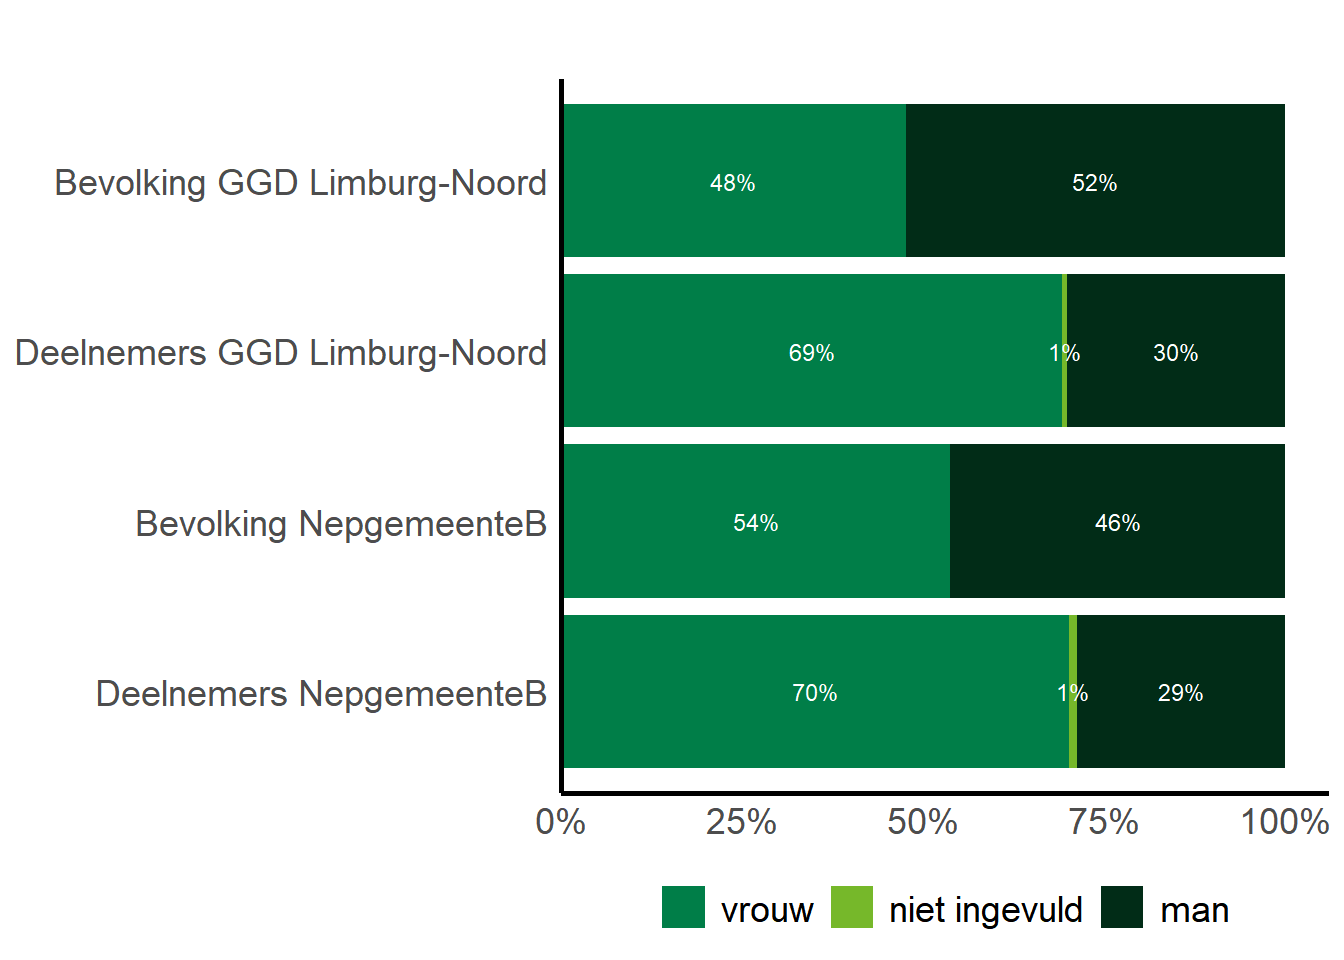 Bevolking GGD Limburg-Noord 48% 52%
Deelnemers GGD Limburg-Noord 69% 1% 30%
Bevolking NepgemeenteB 54% 46%
Deelnemers NepgemeenteB 70% 1% 29%
0% 25% 50% 75% 100%
vrouw niet ingevuld man